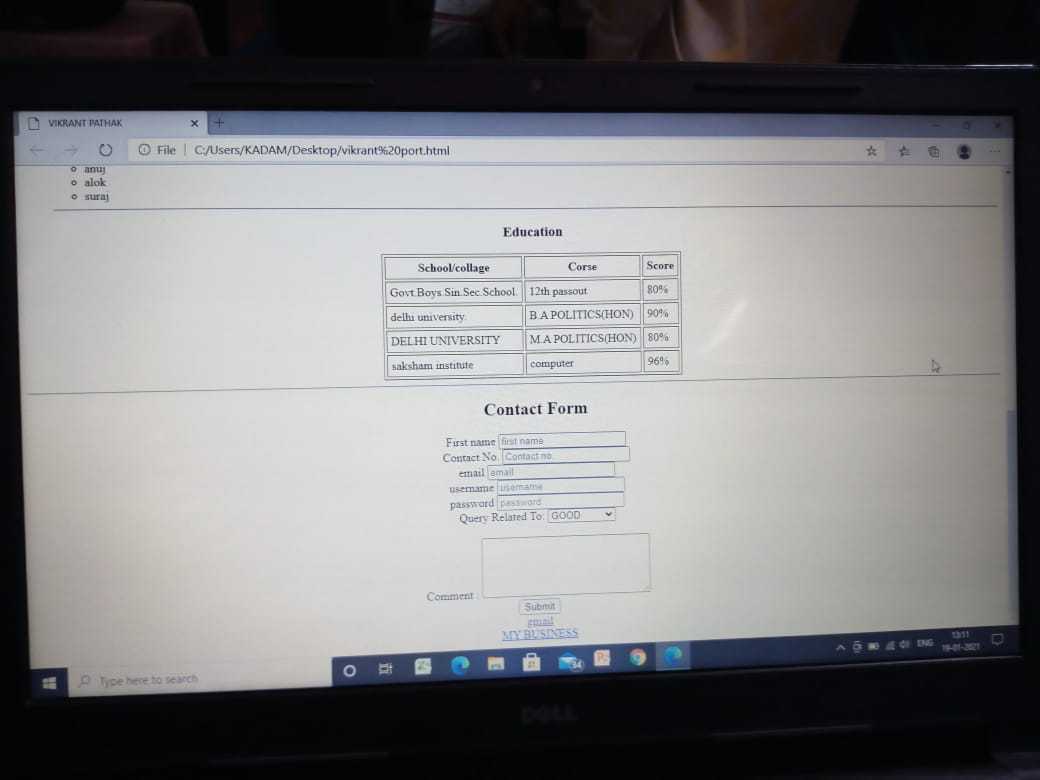 VIKRANT PATHAK
File | C:/Users/KADAM/Desktop/vikrant%20port.html
anuj
alok
suraj
Education
School/collage Corse Score
Govt.Boys.Sin.Sec.School. 12th passout 80%
delhi university. B.A POLITICS(HON) 90%
DELHI UNIVERSITY M.A POLITICS(HON) 80%
saksham institute computer 96%
Contact Form
First name first name
Contact No. Contact no.
email email
username username
password password
Query Related To: GOOD
Comment
Submit
gmail
MY BUSINESS
Type here to search
34
ENG
13:11
19-01-2021
DELL